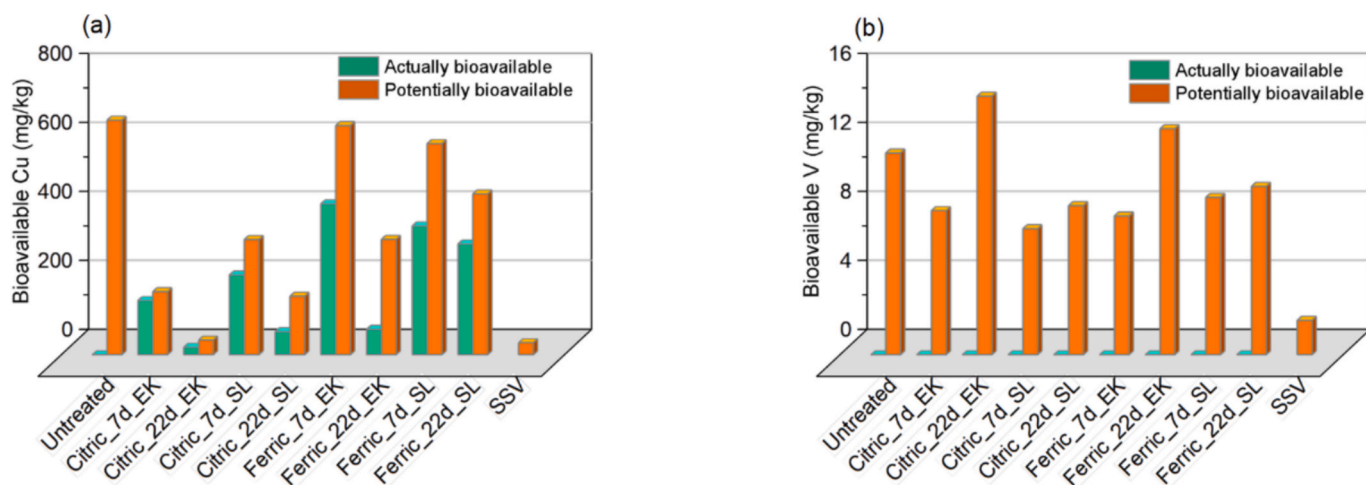 (a)
800
600
400
200
0
Bioavailable Cu (mg/kg)
Actually bioavailable
Potentially bioavailable
Untreated
Citric_7d_EK
Citric_22d_EK
Citric_7d_SL
Citric_22d_SL
Ferric_7d_EK
Ferric_22d_EK
Ferric_7d_SL
Ferric_22d_SL
SSV
(b)
16
12
8
4
0
Bioavailable V (mg/kg)
Actually bioavailable
Potentially bioavailable
Untreated
Citric_7d_EK
Citric_22d_EK
Citric_7d_SL
Citric_22d_SL
Ferric_7d_EK
Ferric_22d_EK
Ferric_7d_SL
Ferric_22d_SL
SSV